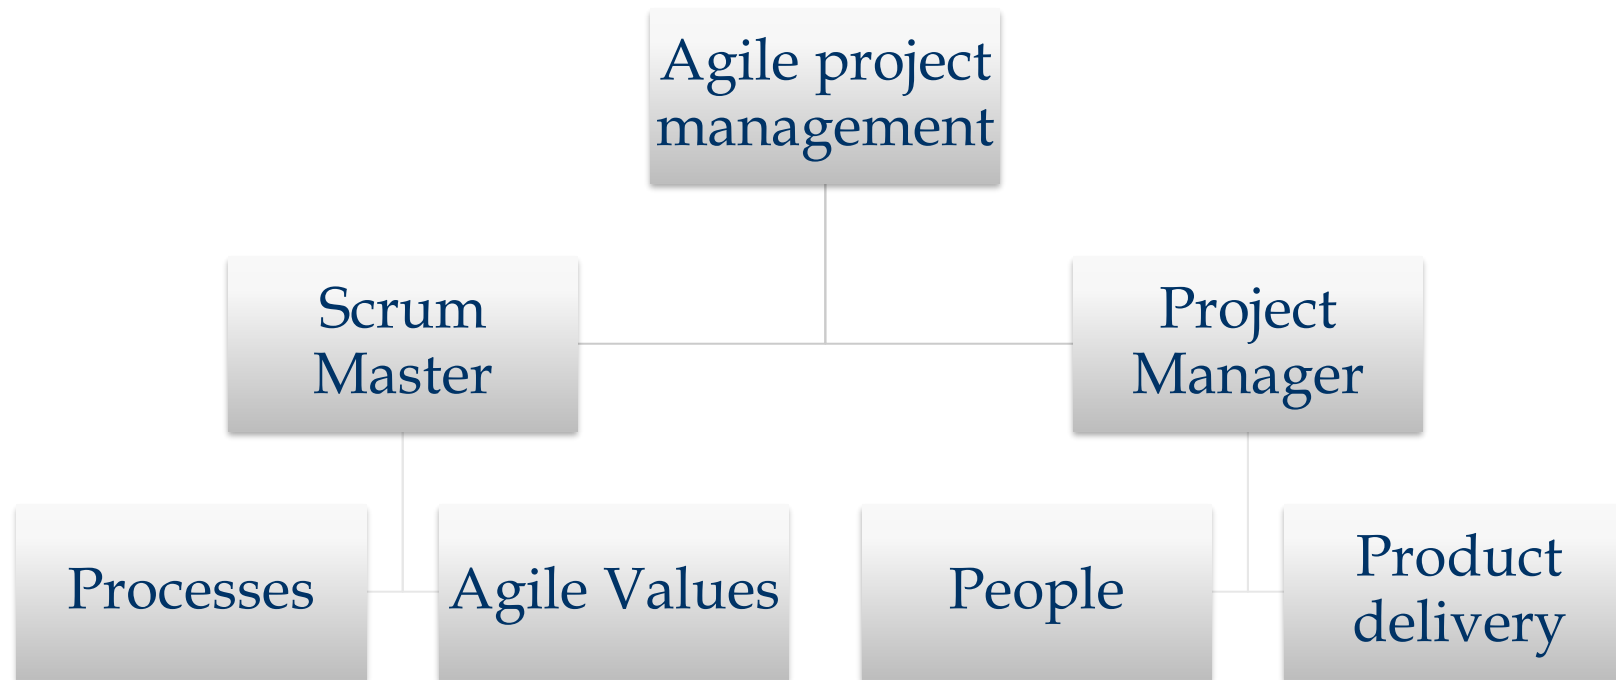 Agile project
management
Scrum
Master
Project
Manager
Processes
Agile Values
People
Product
delivery